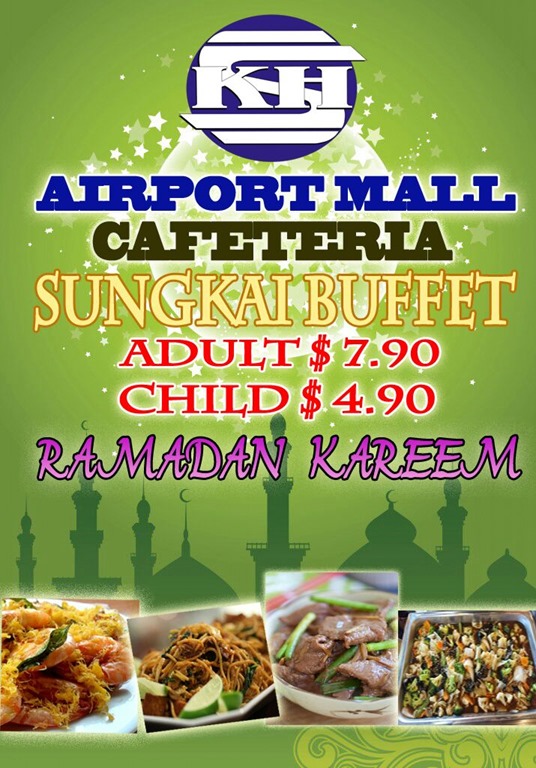 KH
AIRPORT MALL
CAFETERIA
SUNGKAI BUFFET
ADULT $ 7.90
CHILD $ 4.90
RAMADAN KAREEM